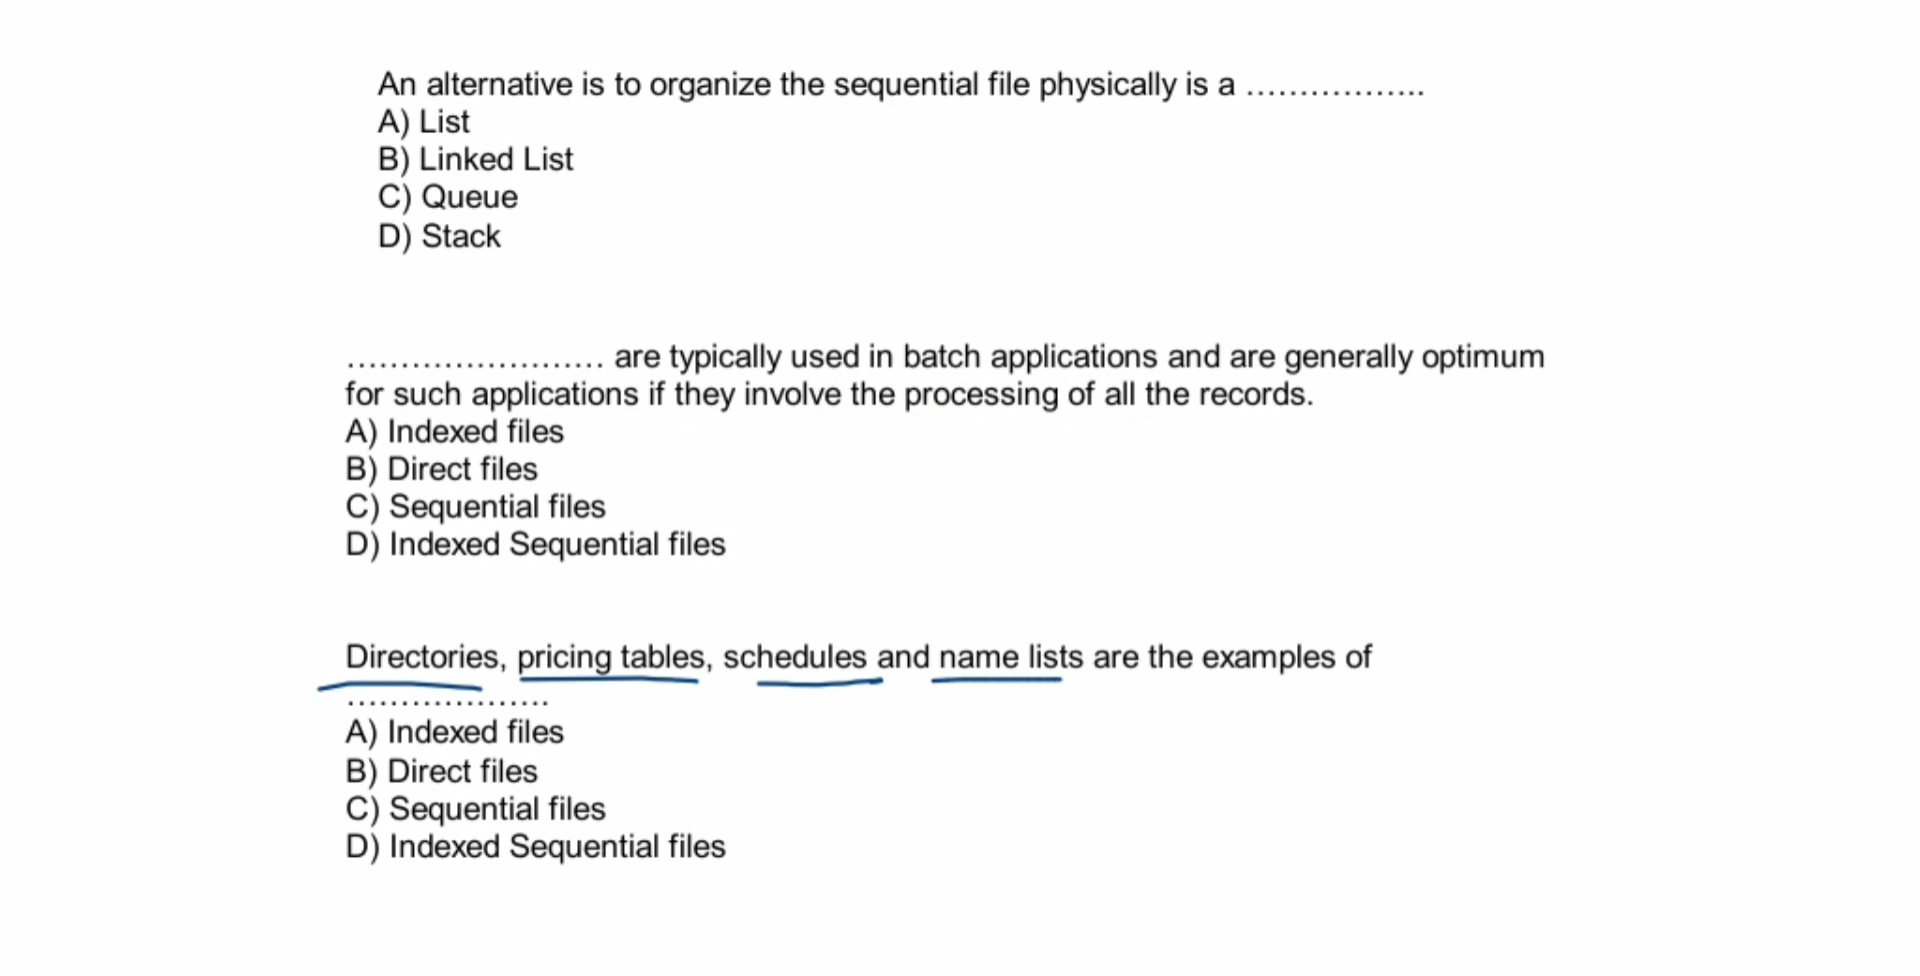 An alternative is to organize the sequential file physically is a .................
A) List
B) Linked List
C) Queue
D) Stack
........................ are typically used in batch applications and are generally optimum
for such applications if they involve the processing of all the records.
A) Indexed files
B) Direct files
C) Sequential files
D) Indexed Sequential files
Directories, pricing tables, schedules and name lists are the examples of
...................
A) Indexed files
B) Direct files
C) Sequential files
D) Indexed Sequential files